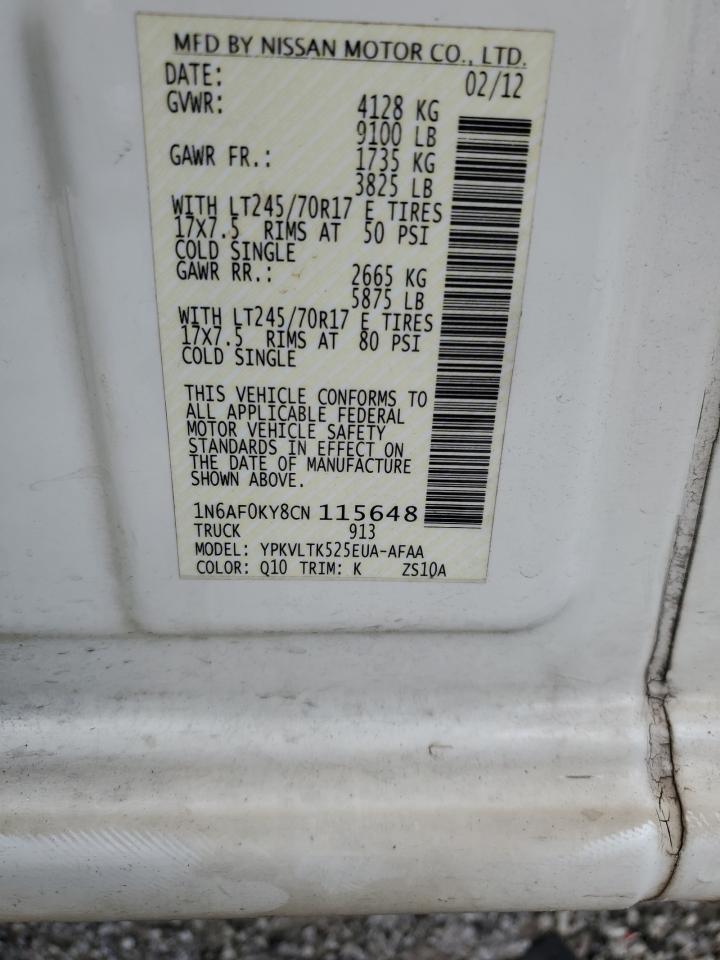 MFD BY NISSAN MOTOR CO., LTD.
DATE: 02/12
GVWR: 4128 KG
9100 LB
GAWR FR.: 1735 KG
3825 LB
WITH LT245/70R17 E TIRES
17X7.5 RIMS AT 50 PSI
COLD SINGLE
GAWR RR.: 2665 KG
5875 LB
WITH LT245/70R17 E TIRES
17X7.5 RIMS AT 80 PSI
COLD SINGLE
THIS VEHICLE CONFORMS TO
ALL APPLICABLE FEDERAL
MOTOR VEHICLE SAFETY
STANDARDS IN EFFECT ON
THE DATE OF MANUFACTURE
SHOWN ABOVE.
1N6AF0KY8CN 115648
TRUCK 913
MODEL: YPKVLTK525EUA-AFAA
COLOR: Q10 TRIM: K ZS10A